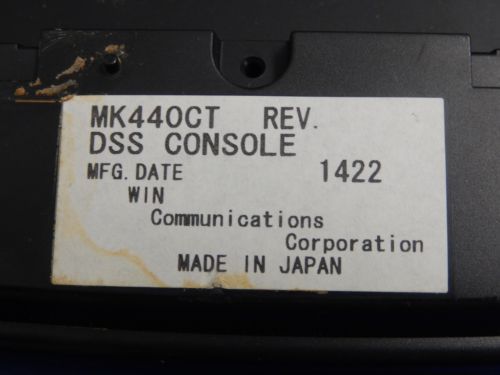 MK440CT REV.
DSS CONSOLE
MFG. DATE 1422
WIN
Communications
Corporation
MADE IN JAPAN